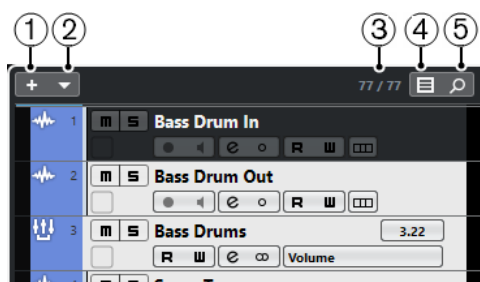 1 2 3 4 5
+ 77 / 77
1 m S Bass Drum In
e R W
2 m S Bass Drum Out
e R W
3 m S Bass Drums 3.22
R W e Volume